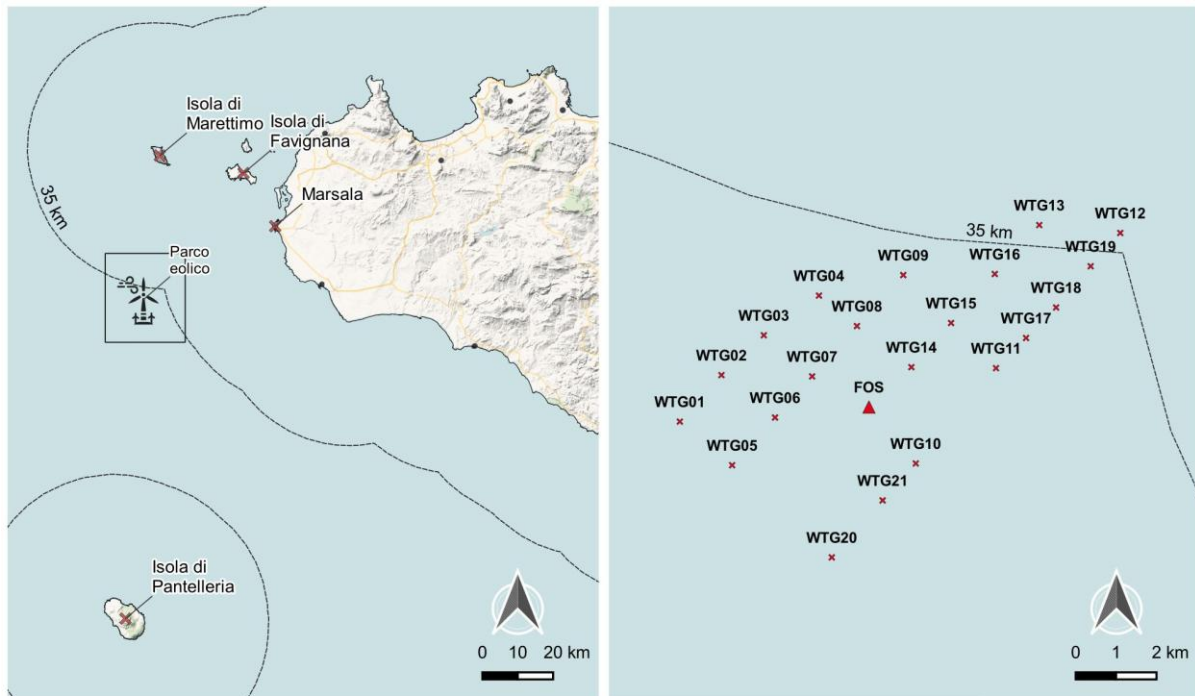 Isola di
Marettimo
Isola di
Favignana
Marsala
35 km
Parco
eolico
Isola di
Pantelleria
0 10 20 km
WTG13
WTG12
35 km
WTG19
WTG09
WTG16
WTG04
WTG18
WTG15
WTG08
WTG03
WTG17
WTG14
WTG11
WTG02
WTG07
FOS
WTG01
WTG06
WTG05
WTG10
WTG21
WTG20
0 1 2 km